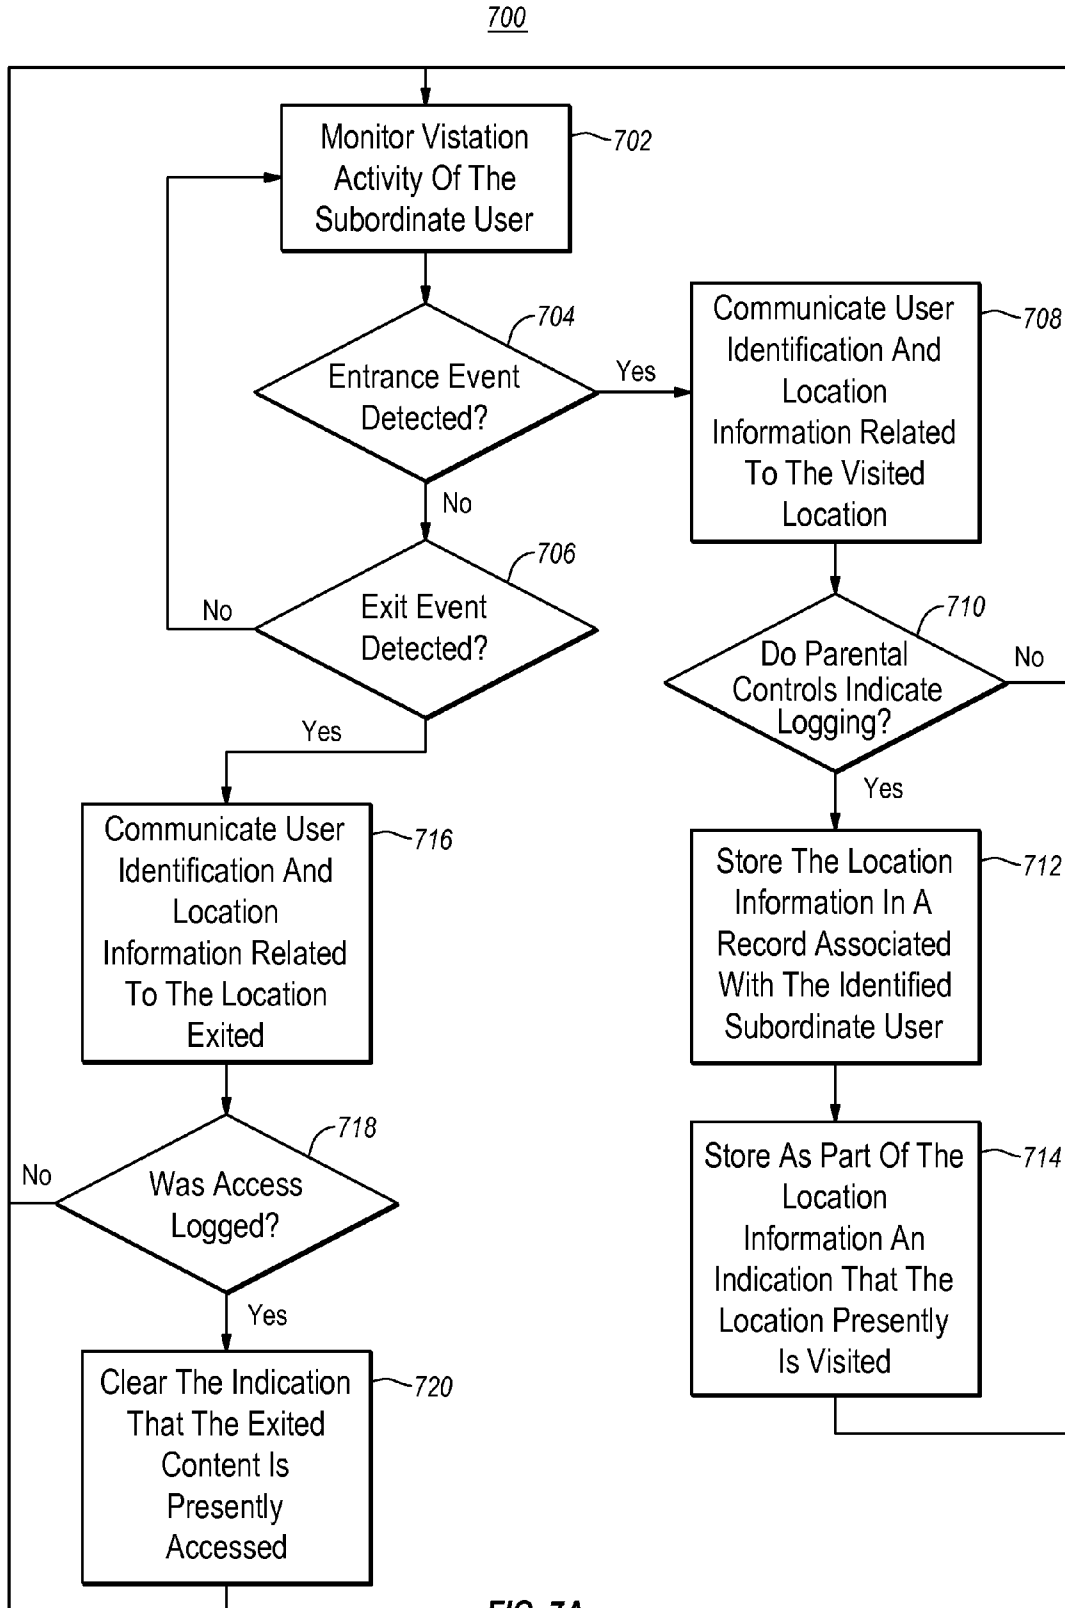 700
Monitor Vistation
Activity Of The
Subordinate User
702
704
Entrance Event
Detected?
Yes
No
Communicate User
Identification And
Location
Information Related
To The Visited
Location
708
706
Exit Event
Detected?
No
Yes
710
Do Parental
Controls Indicate
Logging?
No
Yes
Communicate User
Identification And
Location
Information Related
To The Location
Exited
716
Store The Location
Information In A
Record Associated
With The Identified
Subordinate User
712
718
Was Access
Logged?
No
Yes
Store As Part Of The
Location
Information An
Indication That The
Location Presently
Is Visited
714
Clear The Indication
That The Exited
Content Is
Presently
Accessed
720
FIG. 7A